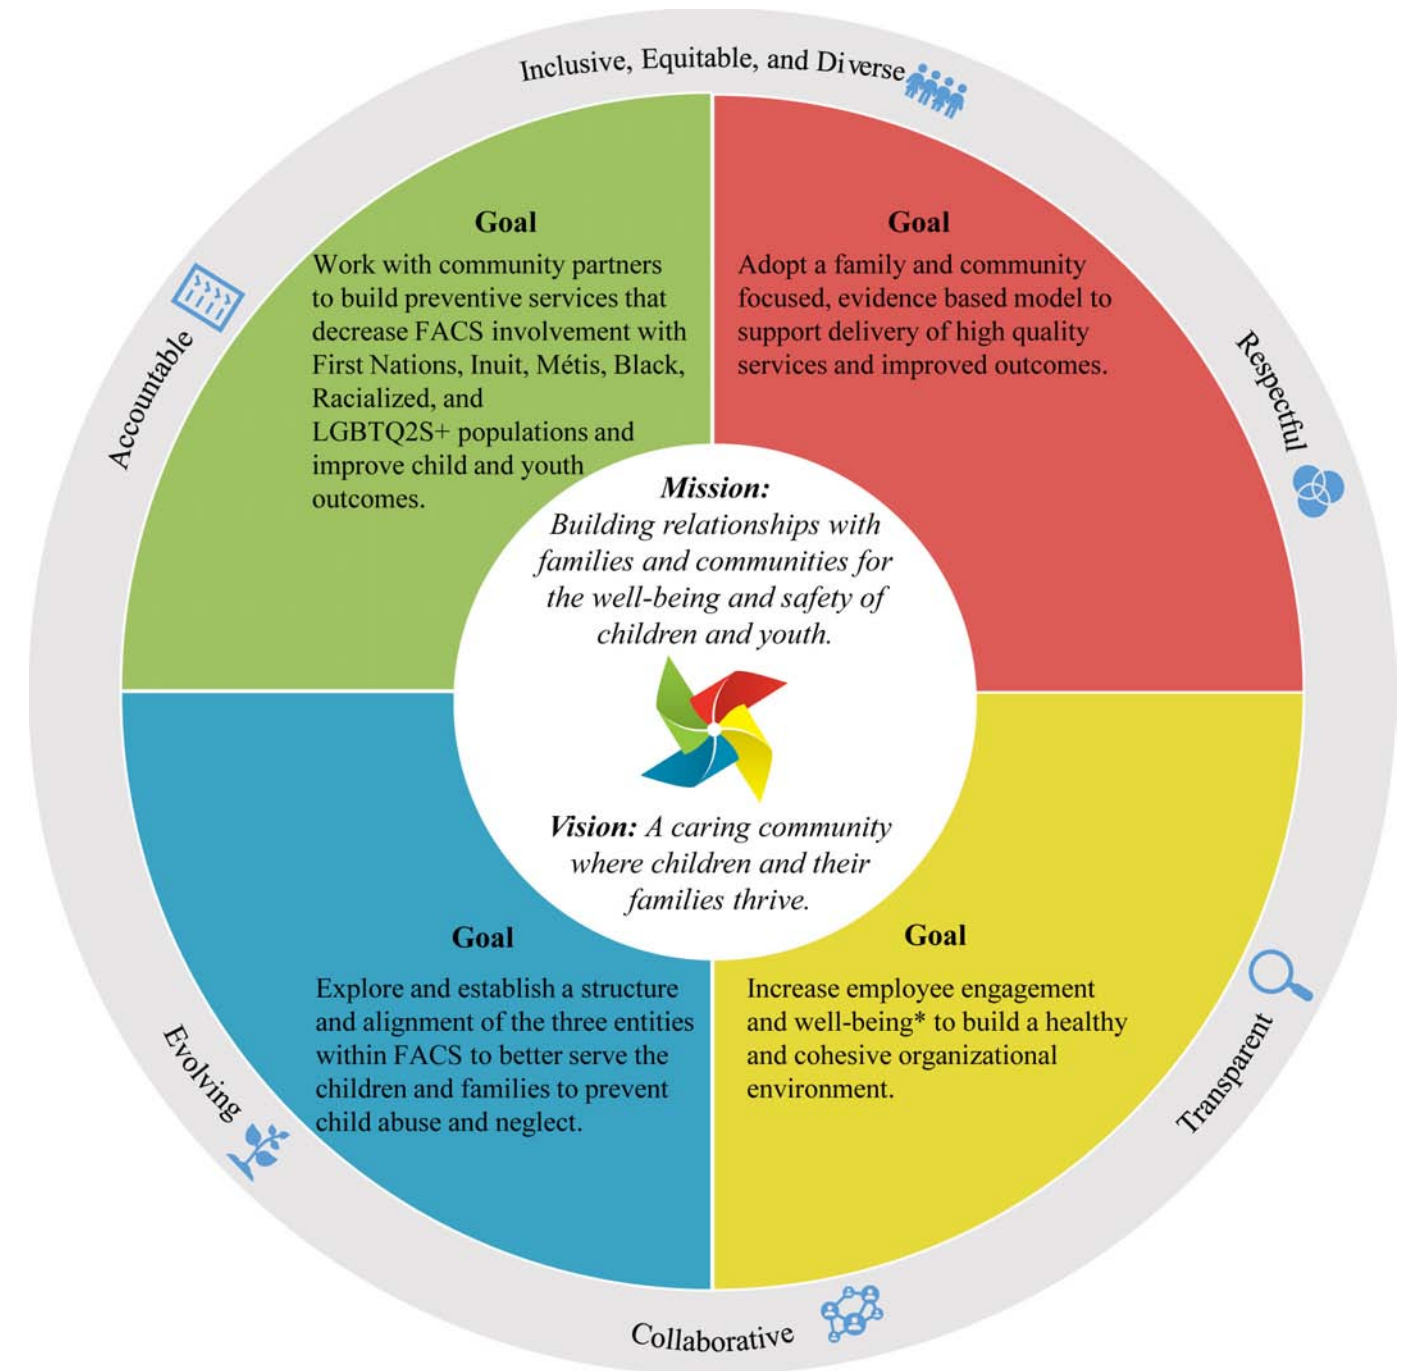 Inclusive, Equitable, and Diverse
Accountable
Respectful
Goal
Work with community partners
to build preventive services that
decrease FACS involvement with
First Nations, Inuit, Métis, Black,
Racialized, and
LGBTQ2S+ populations and
improve child and youth
outcomes.
Goal
Adopt a family and community
focused, evidence based model to
support delivery of high quality
services and improved outcomes.
Mission:
Building relationships with
families and communities for
the well-being and safety of
children and youth.
Vision: A caring community
where children and their
families thrive.
Goal
Explore and establish a structure
and alignment of the three entities
within FACS to better serve the
children and families to prevent
child abuse and neglect.
Goal
Increase employee engagement
and well-being* to build a healthy
and cohesive organizational
environment.
Evolving
Transparent
Collaborative